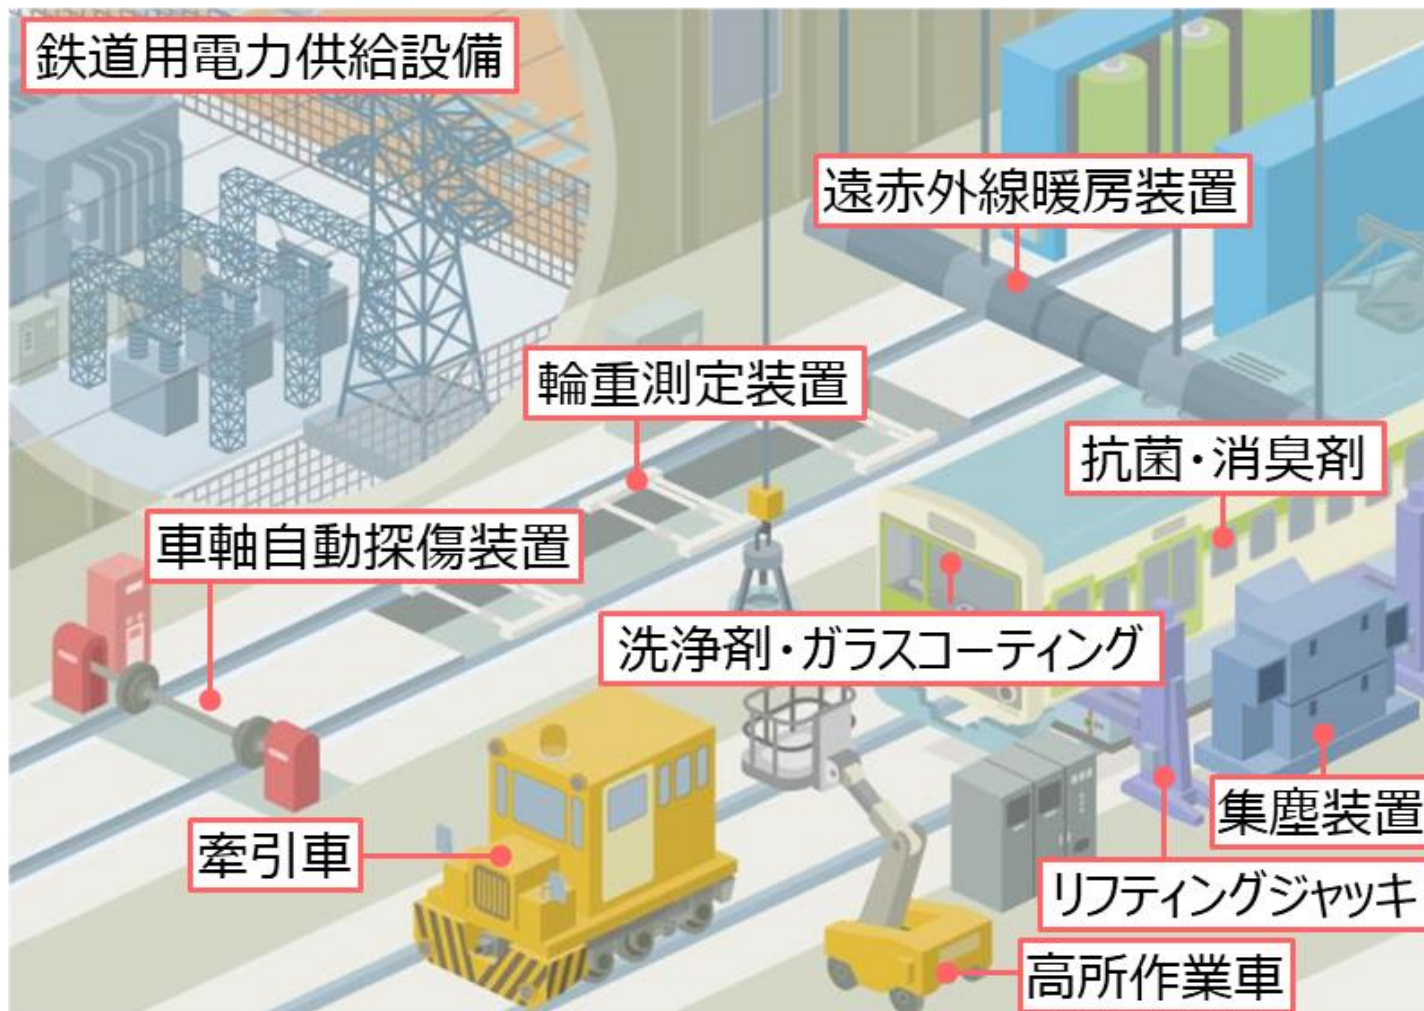 鉄道用電力供給設備
遠赤外線暖房装置
輪重測定装置
抗菌・消臭剤
車軸自動探傷装置
洗浄剤・ガラスコーティング
集塵装置
牽引車
リフティングジャッキ
高所作業車